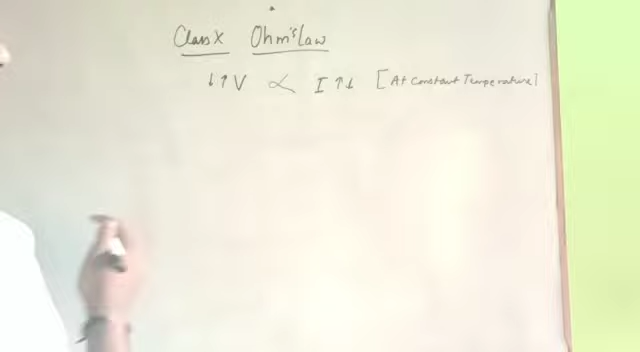 Class X Ohm's Law
↓↑V ∝ I↑↓ [At Constant Temperature]